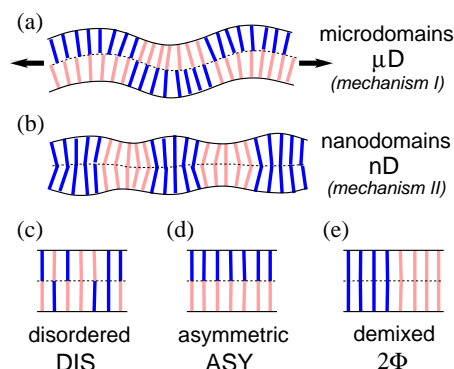 (a)
microdomains
μD
(mechanism I)
(b)
nanodomains
nD
(mechanism II)
(c) (d) (e)
disordered asymmetric demixed
DIS ASY 2Φ